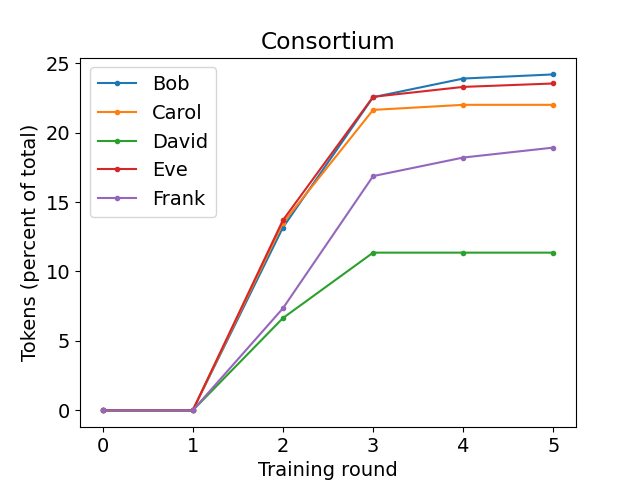 Consortium
Tokens (percent of total)
25
20
15
10
5
0
Bob
Carol
David
Eve
Frank
0 1 2 3 4 5
Training round